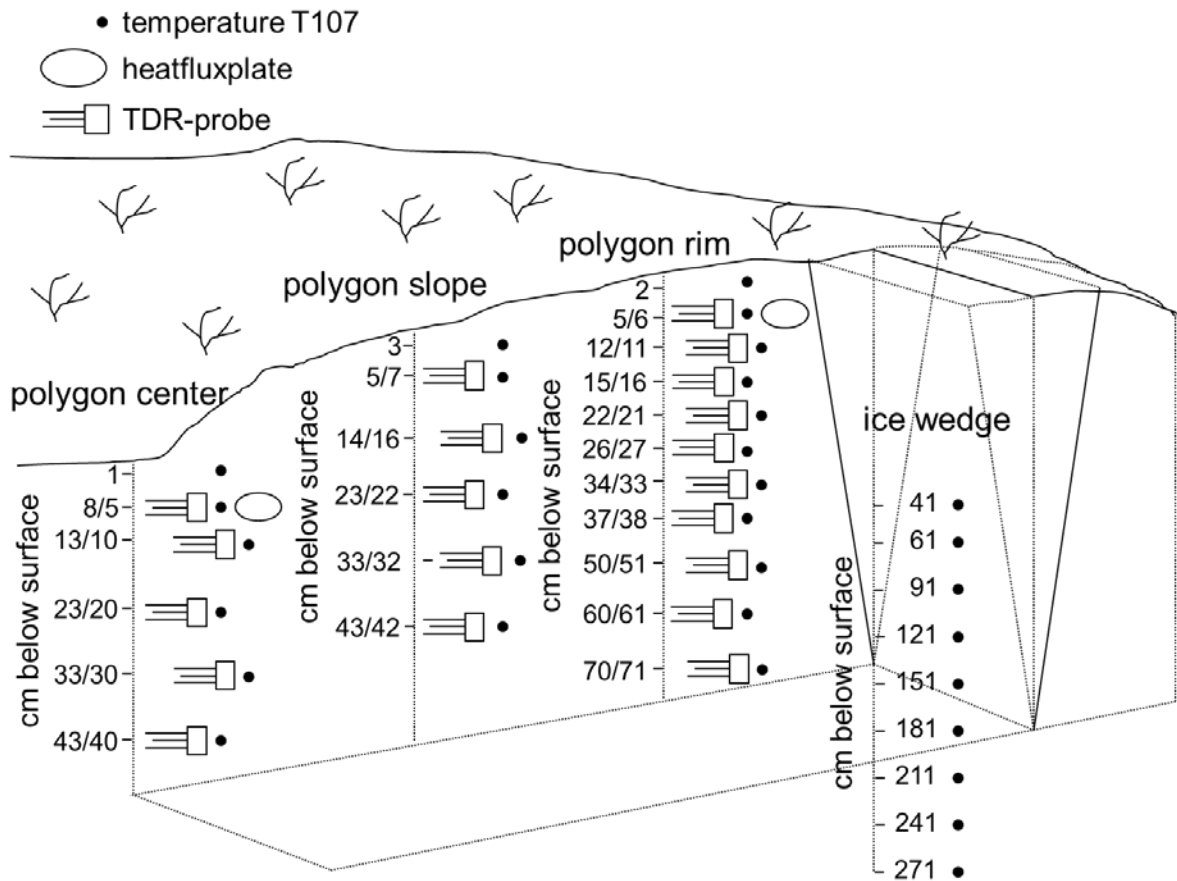 temperature T107
heatfluxplate
TDR-probe
polygon rim
polygon slope
polygon center
ice wedge
cm below surface
1
8/5
13/10
23/20
33/30
43/40
cm below surface
3
5/7
14/16
23/22
33/32
43/42
cm below surface
2
5/6
12/11
15/16
22/21
26/27
34/33
37/38
50/51
60/61
70/71
cm below surface
41
61
91
121
151
181
211
241
271